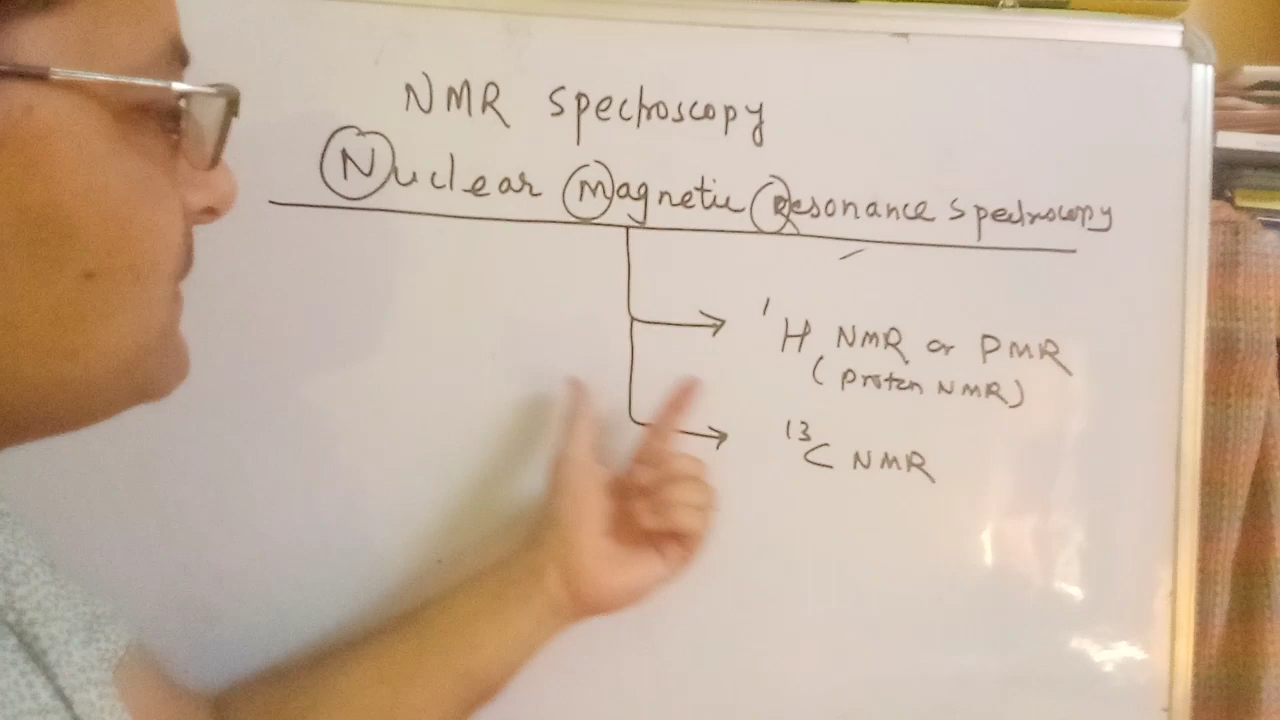 NMR spectroscopy
Nuclear Magnetic Resonance spectroscopy
¹H NMR or PMR
(Proton NMR)
¹³C NMR